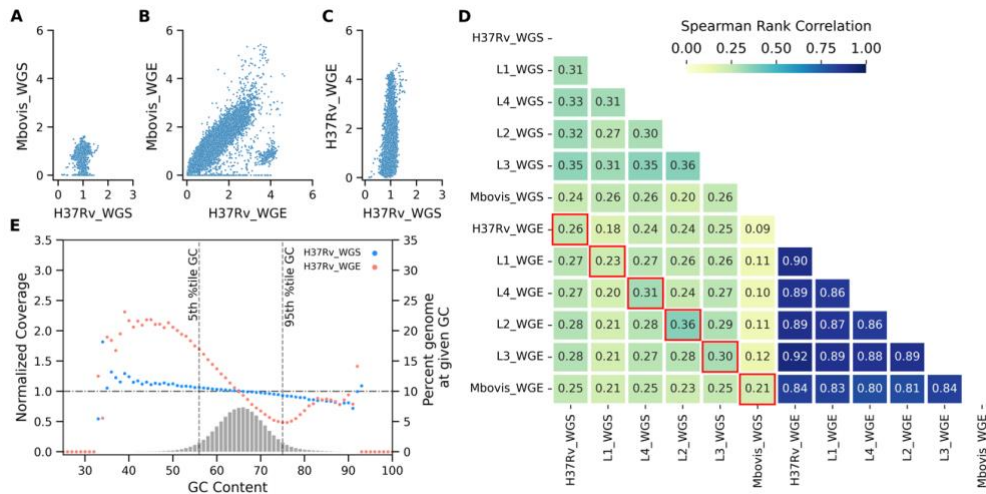 A
B
C
D
Mbovis_WGS
6
4
2
0
0
1
2
3
H37Rv_WGS
Mbovis_WGE
6
4
2
0
0
2
4
6
H37Rv_WGE
H37Rv_WGE
6
4
2
0
0
1
2
3
H37Rv_WGS
Spearman Rank Correlation
0.00 0.25 0.50 0.75 1.00
H37Rv_WGS
L1_WGS 0.31
L4_WGS 0.33 0.31
L2_WGS 0.32 0.27 0.30
L3_WGS 0.35 0.31 0.35 0.36
Mbovis_WGS 0.24 0.26 0.26 0.20 0.26
H37Rv_WGE 0.26 0.18 0.24 0.24 0.25 0.09
L1_WGE 0.27 0.23 0.27 0.26 0.26 0.11 0.90
L4_WGE 0.27 0.20 0.31 0.24 0.27 0.10 0.89 0.86
L2_WGE 0.28 0.21 0.28 0.36 0.29 0.11 0.89 0.87 0.86
L3_WGE 0.28 0.21 0.27 0.28 0.30 0.12 0.92 0.89 0.88 0.89
Mbovis_WGE 0.25 0.21 0.25 0.23 0.25 0.21 0.84 0.83 0.80 0.81 0.84
H37Rv_WGS
L1_WGS
L4_WGS
L2_WGS
L3_WGS
Mbovis_WGS
H37Rv_WGE
L1_WGE
L4_WGE
L2_WGE
L3_WGE
Mbovis_WGE
E
Normalized Coverage
3.5
3.0
2.5
2.0
1.5
1.0
0.5
0.0
5th %tile GC
95th %tile GC
H37Rv_WGS
H37Rv_WGE
35
30
25
20
15
10
5
0
Percent genome
at given GC
30 40 50 60 70 80 90 100
GC Content